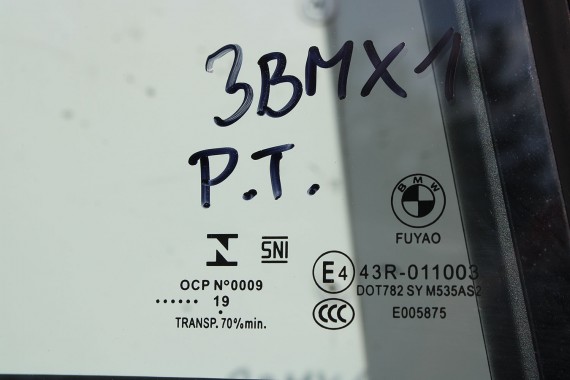 3BMX1
P.T.
BMW
FUYAO
SNI
OCP N°0009
...... 19
TRANSP. 70%min.
E4 43R-011003
DOT782 SY M535AS2
CCC E005875